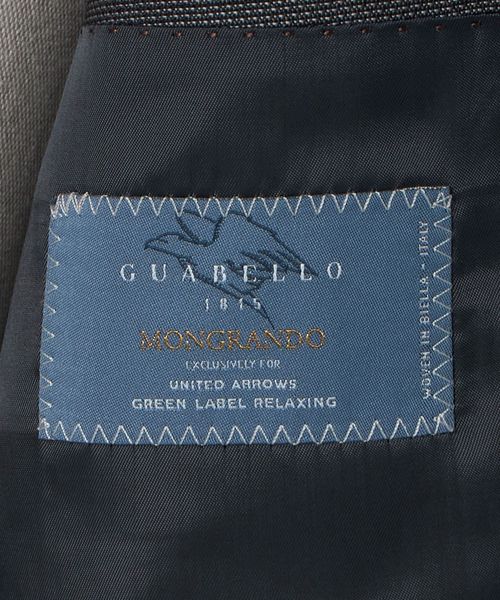 GUABELLO
1815
MONGRANDO
EXCLUSIVELY FOR
UNITED ARROWS
GREEN LABEL RELAXING
WOVEN IN BIELLA - ITALY